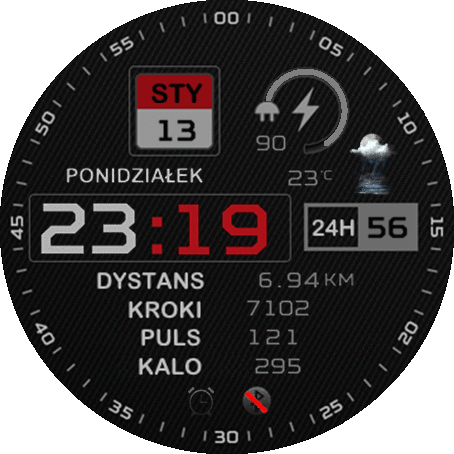 00
55
05
50
10
STY
13
90
PONIDZIAŁEK
23°C
45
23:19
24H 56
15
DYSTANS 6.94KM
KROKI 7102
PULS 121
KALO 295
40
20
35
25
30